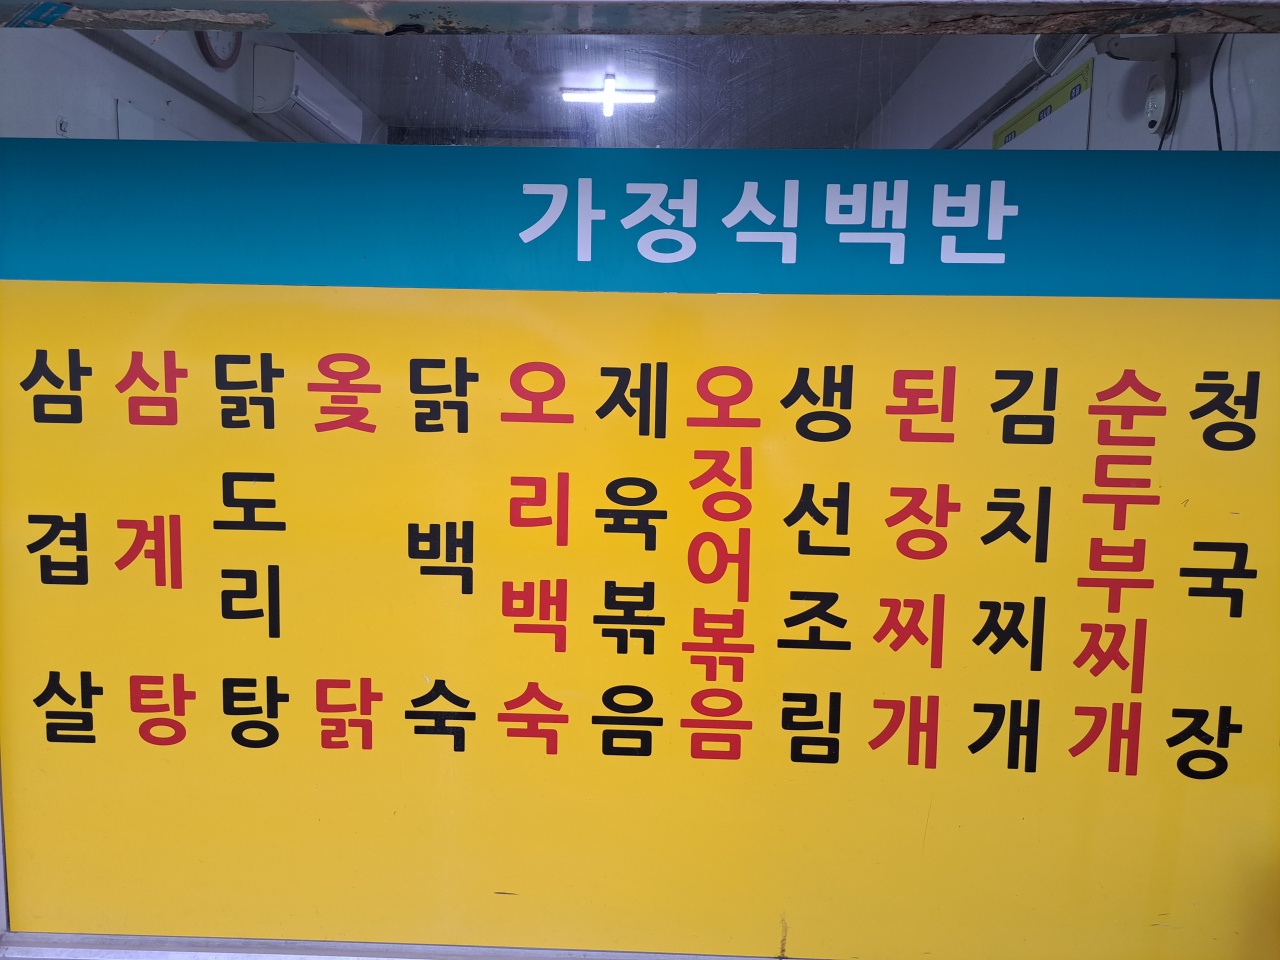 가정식백반
삼겹살
삼계탕
닭도리탕
옻닭
닭백숙
오리백숙
제육볶음
오징어볶음
생선조림
된장찌개
김치찌개
순두부찌개
청국장